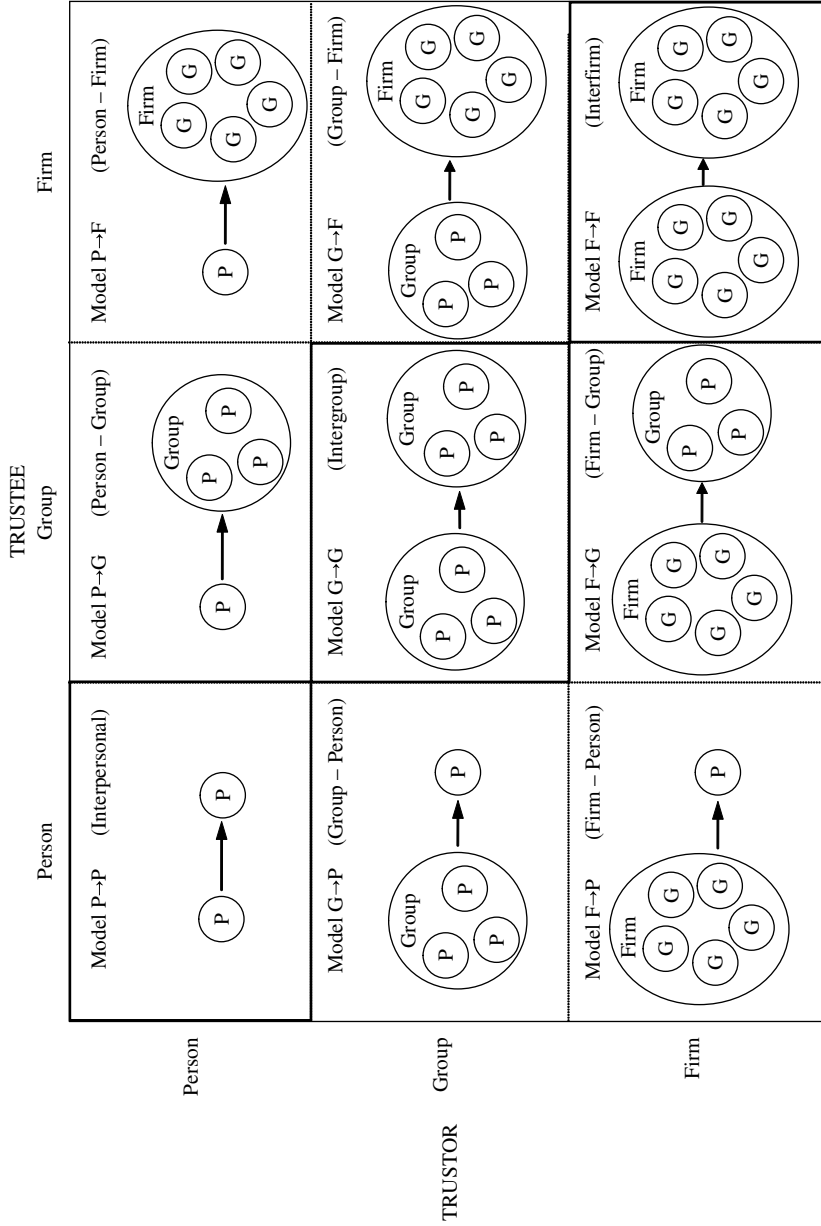 TRUSTEE
Person
Group
Firm
TRUSTOR
Person
Model P→P (Interpersonal)
P
P
Model P→G (Person – Group)
P
Group
P
P
P
Model P→F (Person – Firm)
P
Firm
G
G
G
G
G
Group
Model G→P (Group – Person)
Group
P
P
P
P
Model G→G (Intergroup)
Group
P
P
P
Group
P
P
P
Model G→F (Group – Firm)
Group
P
P
P
Firm
G
G
G
G
G
Firm
Model F→P (Firm – Person)
Firm
G
G
G
G
G
P
Model F→G (Firm – Group)
Firm
G
G
G
G
G
Group
P
P
P
Model F→F (Interfirm)
Firm
G
G
G
G
G
Firm
G
G
G
G
G